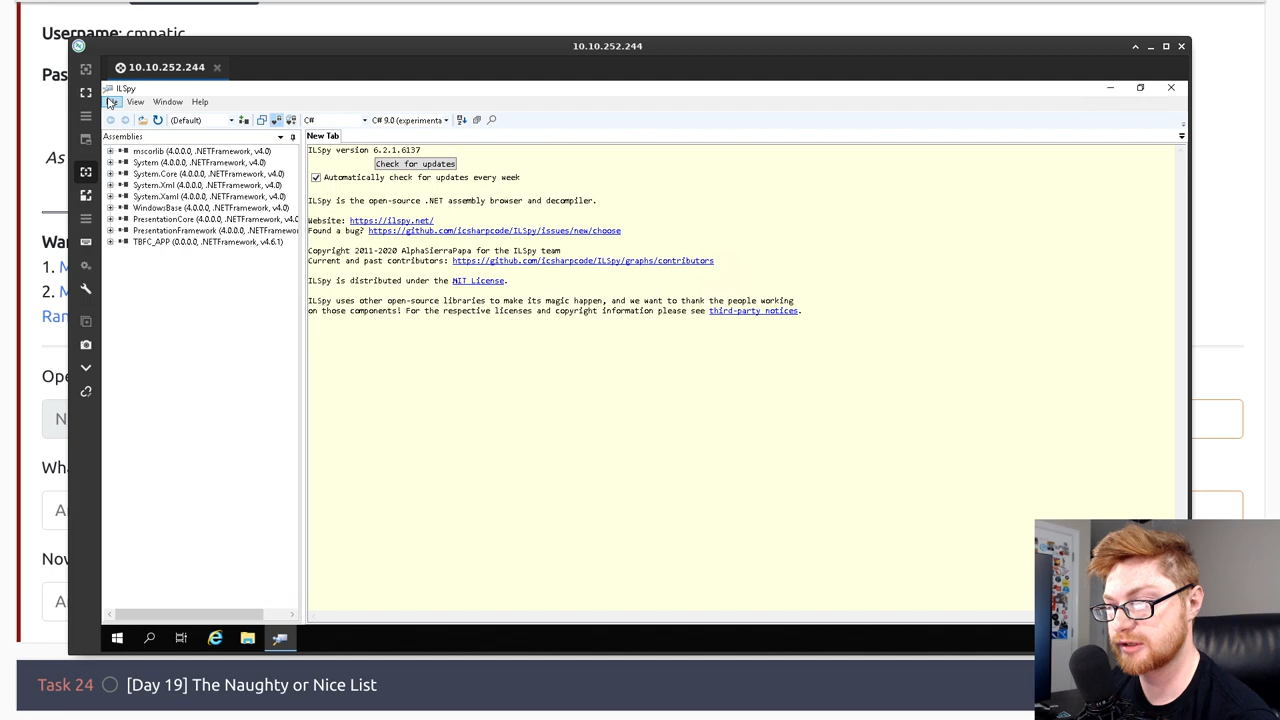 Username: cmnatic
10.10.252.244
10.10.252.244
Pas
ILSpy
View Window Help
(Default) C# C# 9.0 (experimenta
Assemblies
New Tab
mscorlib (4.0.0.0, .NETFramework, v4.0)
System (4.0.0.0, .NETFramework, v4.0)
System.Core (4.0.0.0, .NETFramework, v4.0)
System.Xml (4.0.0.0, .NETFramework, v4.0)
System.Xaml (4.0.0.0, .NETFramework, v4.0)
WindowsBase (4.0.0.0, .NETFramework, v4.0)
PresentationCore (4.0.0.0, .NETFramework, v4.0
PresentationFramework (4.0.0.0, .NETFramework,
TBFC_APP (0.0.0.0, .NETFramework, v4.6.1)
ILSpy version 6.2.1.6137
Check for updates
Automatically check for updates every week
ILSpy is the open-source .NET assembly browser and decompiler.
Website: https://ilspy.net/
Found a bug? https://github.com/icsharpcode/ILSpy/issues/new/choose
Copyright 2011-2020 AlphaSierraPapa for the ILSpy team
Current and past contributors: https://github.com/icsharpcode/ILSpy/graphs/contributors
ILSpy is distributed under the MIT License.
ILSpy uses other open-source libraries to make its magic happen, and we want to thank the people working
on those components! For the respective licenses and copyright information please see third-party notices.
As
Wan
1. M
2. M
Ran
Ope
N
Wha
A
Nov
A
Task 24 [Day 19] The Naughty or Nice List